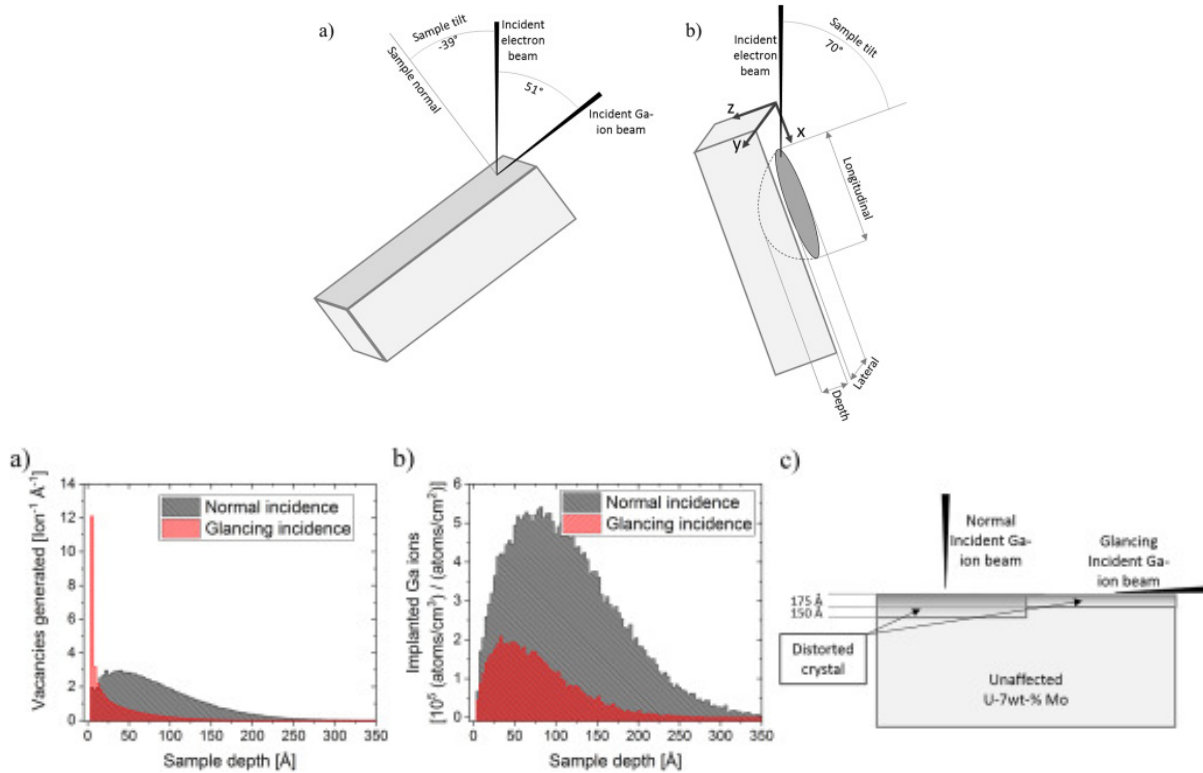 a)
Sample tilt
-39°
Sample normal
Incident
electron
beam
51°
Incident Ga-
ion beam
b)
Incident
electron
beam
Sample tilt
70°
z
y
x
Longitudinal
Lateral
Depth
a)
Vacancies generated [Ion⁻¹ Å⁻¹]
14
12
10
8
6
4
2
0
Normal incidence
Glancing incidence
0 50 100 150 200 250 300 350
Sample depth [Å]
b)
Implanted Ga ions
[10⁵ (atoms/cm³) / (atoms/cm²)]
6
5
4
3
2
1
0
Normal incidence
Glancing incidence
0 50 100 150 200 250 300 350
Sample depth [Å]
c)
Normal
Incident Ga-
ion beam
Glancing
Incident Ga-
ion beam
175 Å
150 Å
Distorted
crystal
Unaffected
U-7wt-% Mo